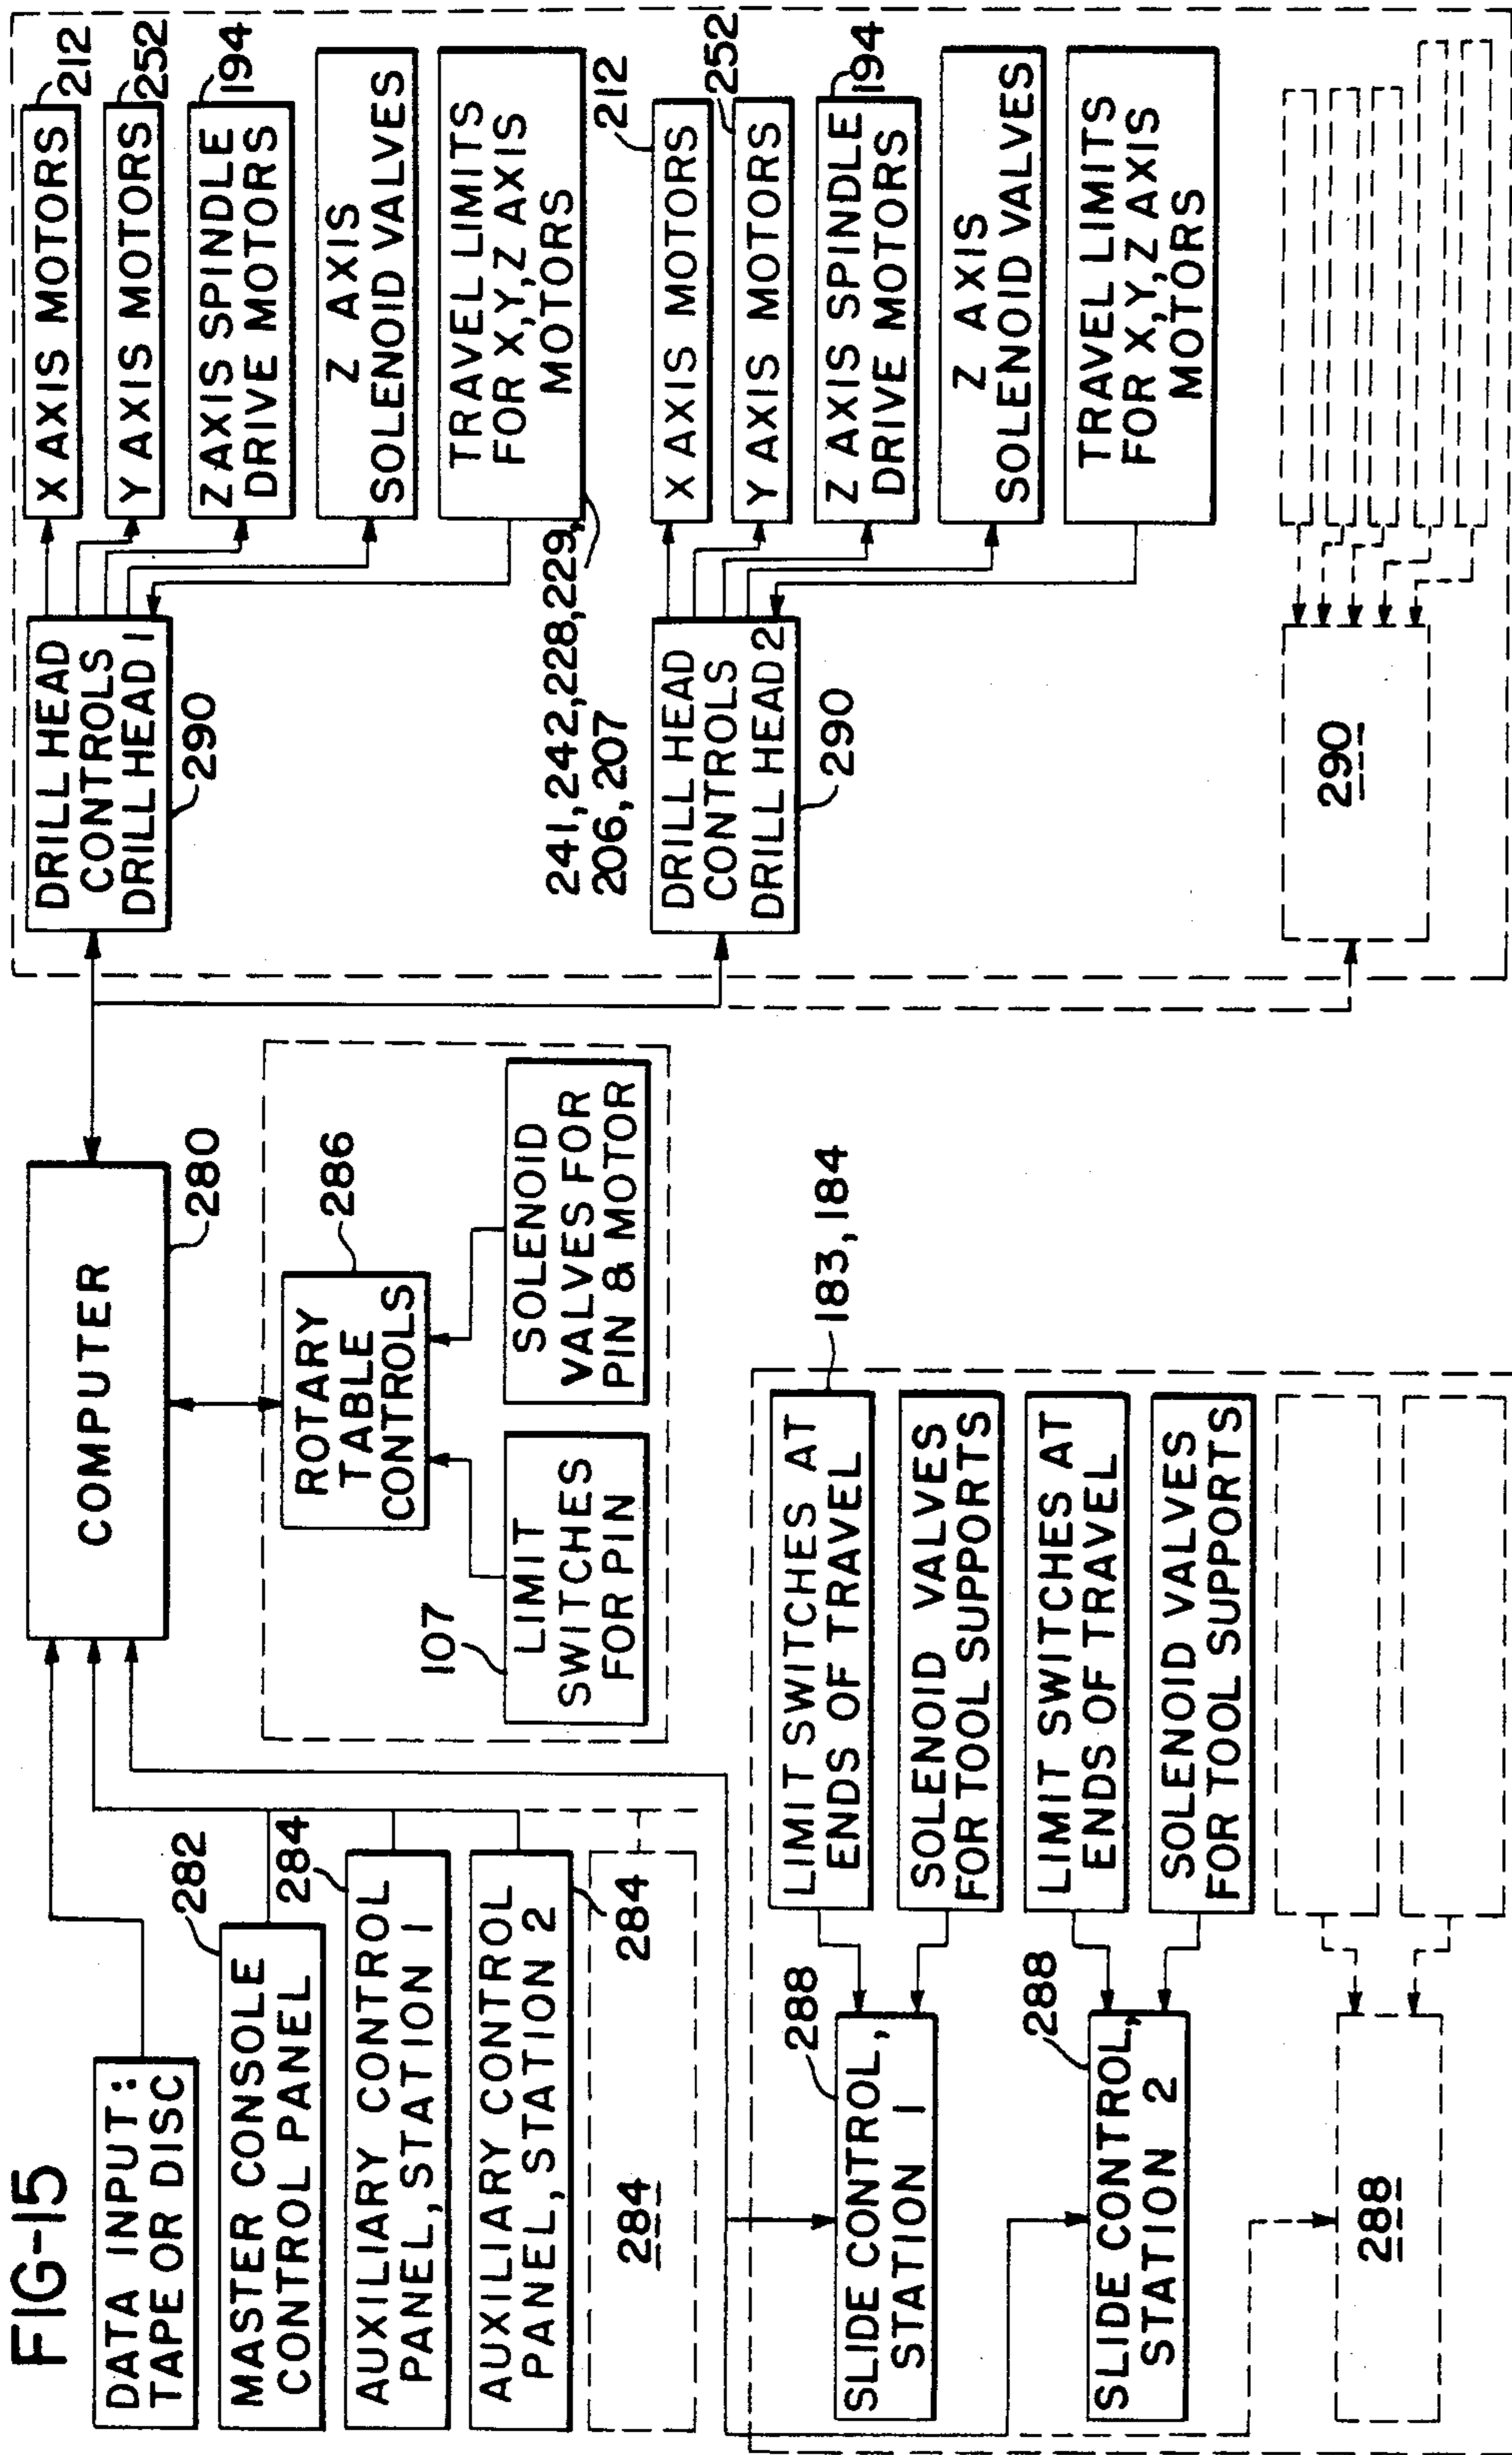 FIG-15
DATA INPUT:
TAPE OR DISC
MASTER CONSOLE
CONTROL PANEL
282
AUXILIARY CONTROL
PANEL, STATION 1
284
AUXILIARY CONTROL
PANEL, STATION 2
284
284
COMPUTER
280
ROTARY
TABLE
CONTROLS
286
LIMIT
SWITCHES
FOR PIN
107
SOLENOID
VALVES FOR
PIN & MOTOR
SLIDE CONTROL,
STATION 1
288
LIMIT SWITCHES AT
ENDS OF TRAVEL
183, 184
SOLENOID VALVES
FOR TOOL SUPPORTS
SLIDE CONTROL,
STATION 2
288
LIMIT SWITCHES AT
ENDS OF TRAVEL
SOLENOID VALVES
FOR TOOL SUPPORTS
288
DRILL HEAD
CONTROLS
DRILL HEAD 1
290
X AXIS MOTORS
212
Y AXIS MOTORS
252
Z AXIS SPINDLE
DRIVE MOTORS
194
Z AXIS
SOLENOID VALVES
TRAVEL LIMITS
FOR X,Y,Z AXIS
MOTORS
241,242,228,229,
206,207
DRILL HEAD
CONTROLS
DRILL HEAD 2
290
X AXIS MOTORS
212
Y AXIS MOTORS
252
Z AXIS SPINDLE
DRIVE MOTORS
194
Z AXIS
SOLENOID VALVES
TRAVEL LIMITS
FOR X,Y,Z AXIS
MOTORS
290